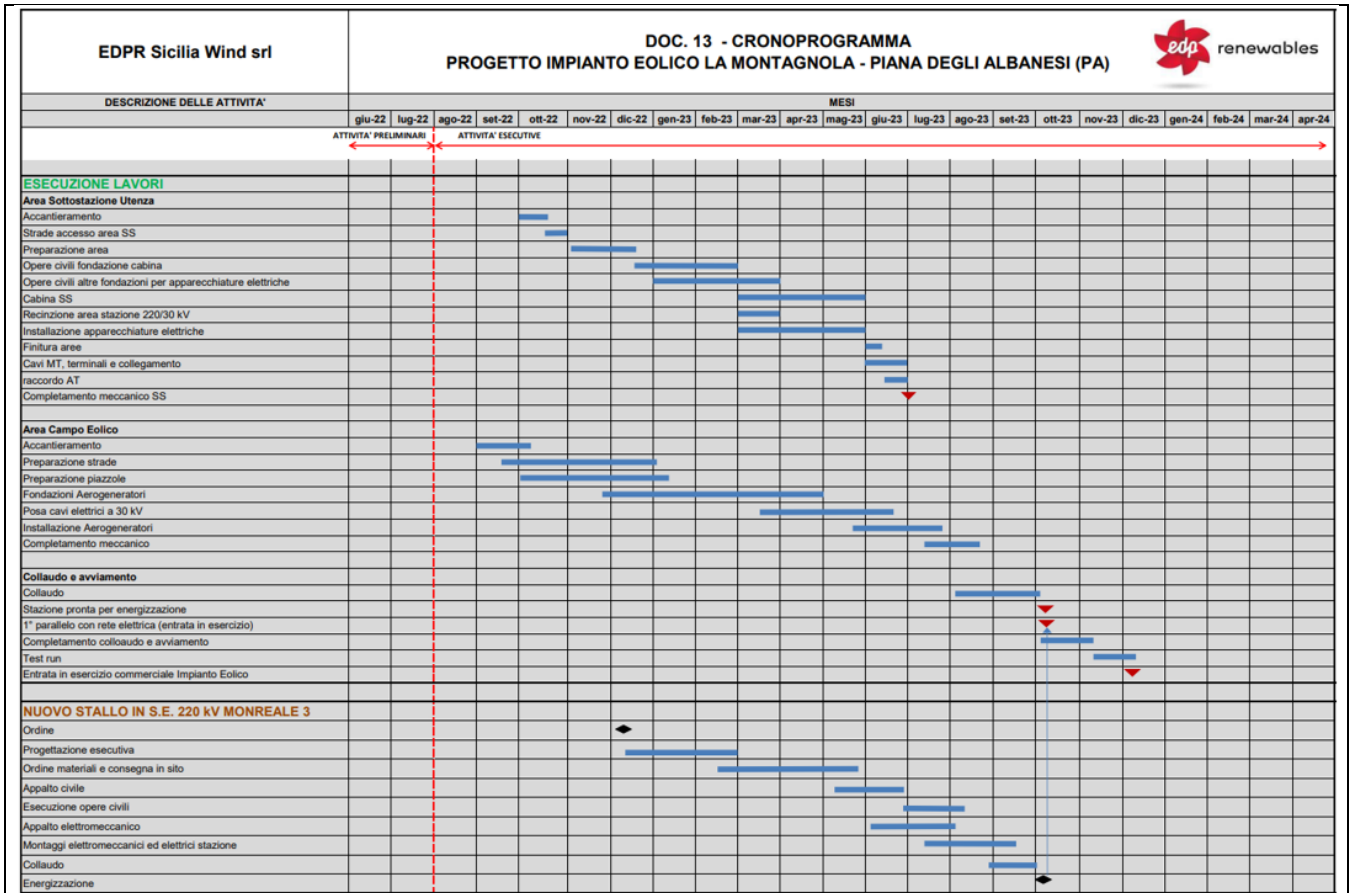 EDPR Sicilia Wind srl
DOC. 13 - CRONOPROGRAMMA
PROGETTO IMPIANTO EOLICO LA MONTAGNOLA - PIANA DEGLI ALBANESI (PA)
edp renewables
DESCRIZIONE DELLE ATTIVITA'
MESI
giu-22 lug-22 ago-22 set-22 ott-22 nov-22 dic-22 gen-23 feb-23 mar-23 apr-23 mag-23 giu-23 lug-23 ago-23 set-23 ott-23 nov-23 dic-23 gen-24 feb-24 mar-24 apr-24
ATTIVITA' PRELIMINARI ATTIVITA' ESECUTIVE
ESECUZIONE LAVORI
Area Sottostazione Utenza
Accantieramento
Strade accesso area SS
Preparazione area
Opere civili fondazione cabina
Opere civili altre fondazioni per apparecchiature elettriche
Cabina SS
Recinzione area stazione 220/30 kV
Installazione apparecchiature elettriche
Finitura aree
Cavi MT, terminali e collegamento
raccordo AT
Completamento meccanico SS
Area Campo Eolico
Accantieramento
Preparazione strade
Preparazione piazzole
Fondazioni Aerogeneratori
Posa cavi elettrici a 30 kV
Installazione Aerogeneratori
Completamento meccanico
Collaudo e avviamento
Collaudo
Stazione pronta per energizzazione
1° parallelo con rete elettrica (entrata in esercizio)
Completamento colloaudo e avviamento
Test run
Entrata in esercizio commerciale Impianto Eolico
NUOVO STALLO IN S.E. 220 kV MONREALE 3
Ordine
Progettazione esecutiva
Ordine materiali e consegna in sito
Appalto civile
Esecuzione opere civili
Appalto elettromeccanico
Montaggi elettromeccanici ed elettrici stazione
Collaudo
Energizzazione